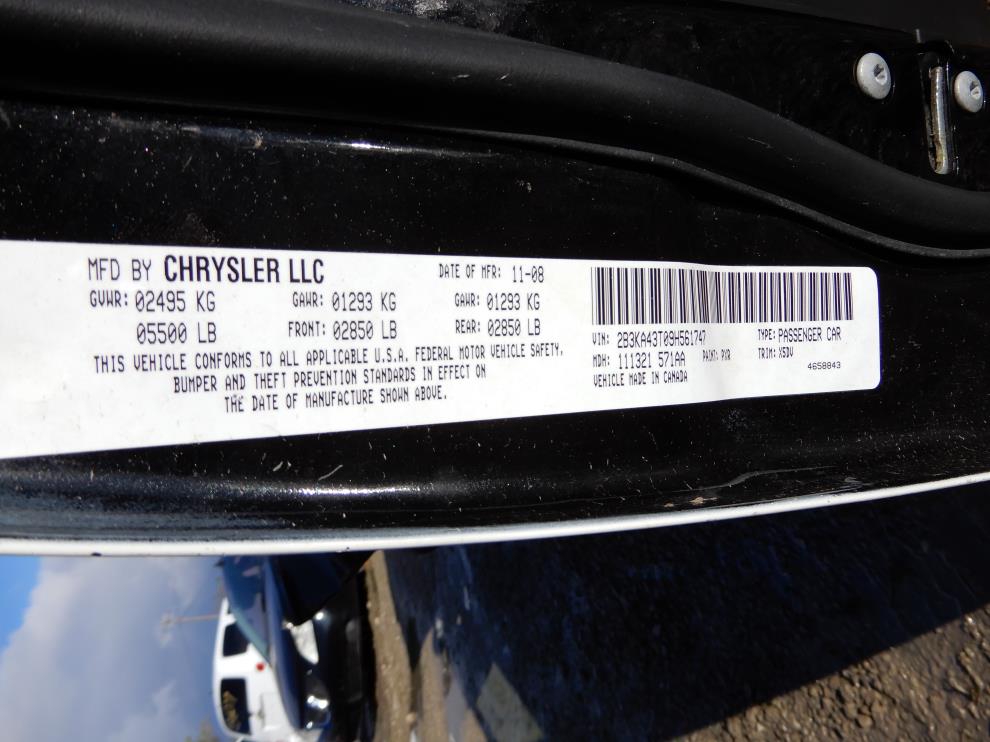 MFD BY CHRYSLER LLC
DATE OF MFR: 11-08
GVWR: 02495 KG
GAWR: 01293 KG
GAWR: 01293 KG
05500 LB
FRONT: 02850 LB
REAR: 02850 LB
THIS VEHICLE CONFORMS TO ALL APPLICABLE U.S.A. FEDERAL MOTOR VEHICLE SAFETY,
BUMPER AND THEFT PREVENTION STANDARDS IN EFFECT ON
THE DATE OF MANUFACTURE SHOWN ABOVE.
VIN: 2B3KA43T09H561747
TYPE: PASSENGER CAR
MDH: 111321 571AA
PAINT: PXR
TRIM: X5DV
VEHICLE MADE IN CANADA
4658843